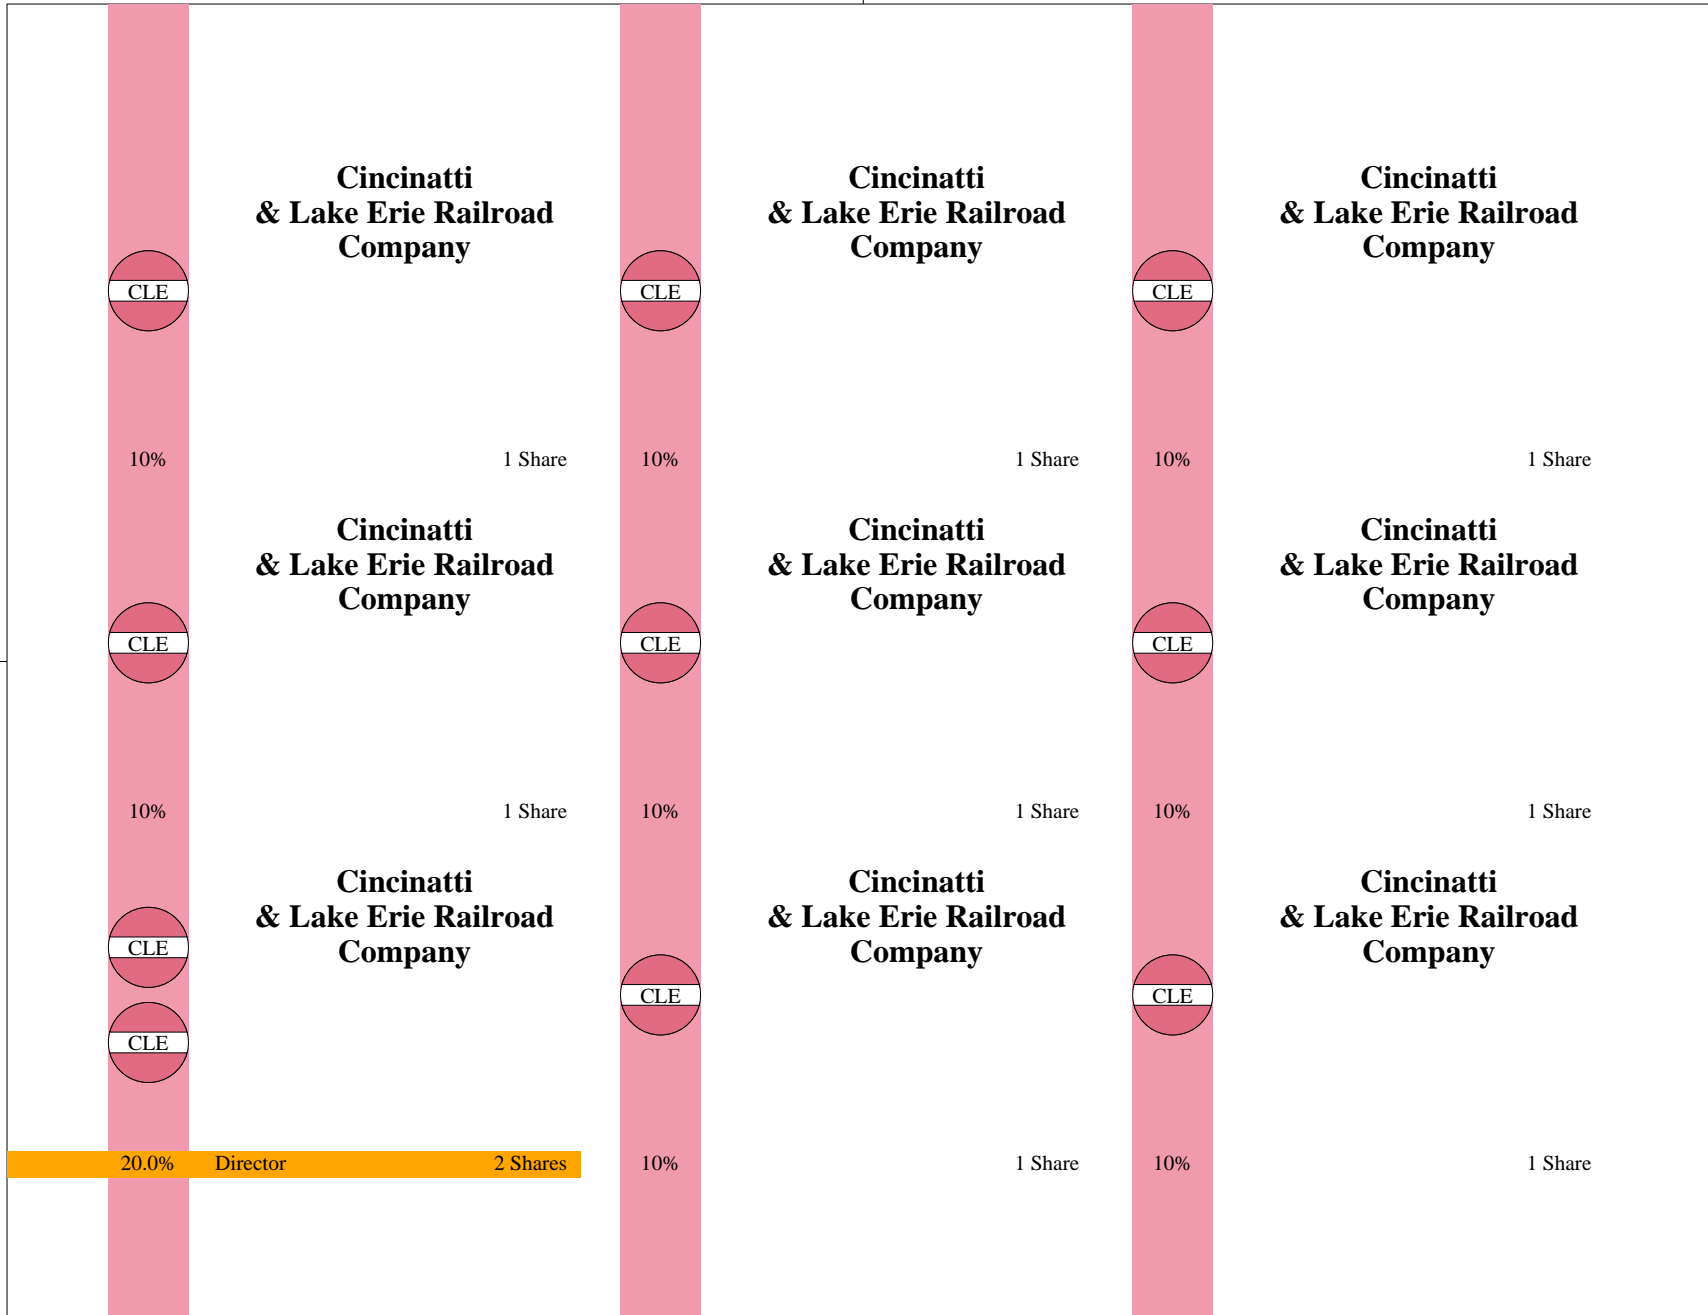 Cincinatti
& Lake Erie Railroad
Company
CLE
10%
1 Share
Cincinatti
& Lake Erie Railroad
Company
CLE
10%
1 Share
Cincinatti
& Lake Erie Railroad
Company
CLE
10%
1 Share
Cincinatti
& Lake Erie Railroad
Company
CLE
10%
1 Share
Cincinatti
& Lake Erie Railroad
Company
CLE
10%
1 Share
Cincinatti
& Lake Erie Railroad
Company
CLE
10%
1 Share
Cincinatti
& Lake Erie Railroad
Company
CLE
CLE
20.0% Director 2 Shares
Cincinatti
& Lake Erie Railroad
Company
CLE
10%
1 Share
Cincinatti
& Lake Erie Railroad
Company
CLE
10%
1 Share